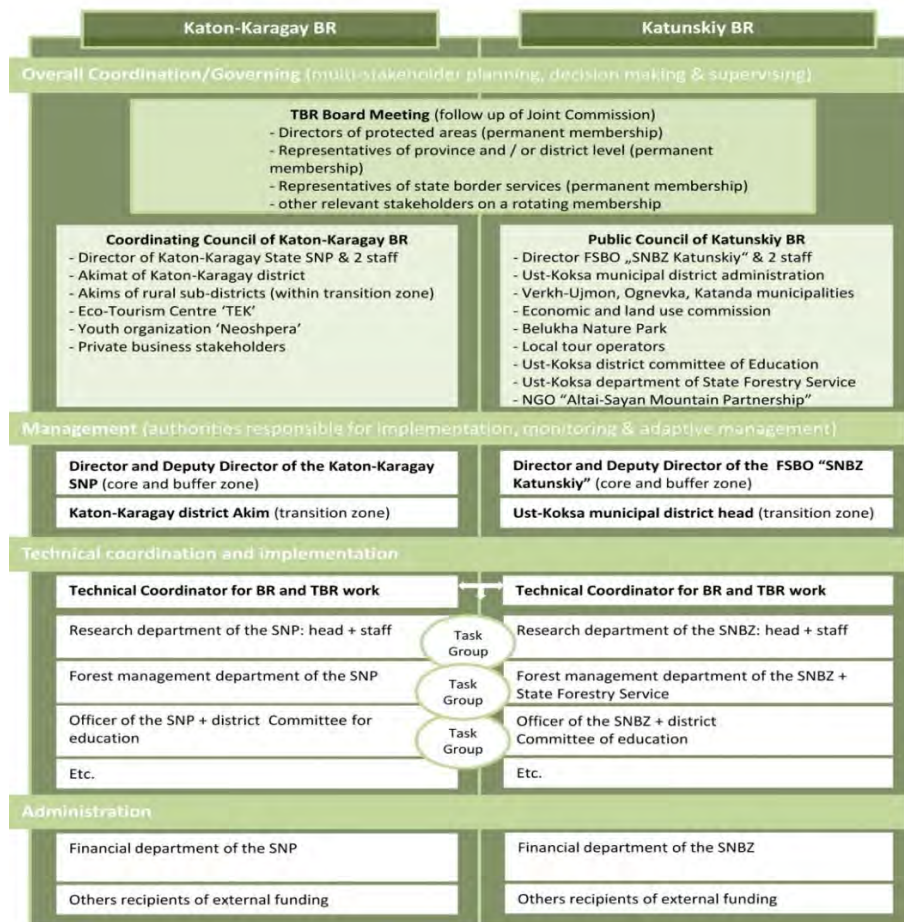 Katon-Karagay BR
Katunskiy BR
Overall Coordination/Governing (multi-stakeholder planning, decision making & supervising)
TBR Board Meeting (follow up of Joint Commission)
- Directors of protected areas (permanent membership)
- Representatives of province and / or district level (permanent
membership)
- Representatives of state border services (permanent membership)
- other relevant stakeholders on a rotating membership
Coordinating Council of Katon-Karagay BR
- Director of Katon-Karagay State SNP & 2 staff
- Akimat of Katon-Karagay district
- Akims of rural sub-districts (within transition zone)
- Eco-Tourism Centre ‘TEK’
- Youth organization ‘Neoshpera’
- Private business stakeholders
Public Council of Katunskiy BR
- Director FSBO „SNBZ Katunskiy“ & 2 staff
- Ust-Koksa municipal district administration
- Verkh-Ujmon, Ognevka, Katanda municipalities
- Economic and land use commission
- Belukha Nature Park
- Local tour operators
- Ust-Koksa district committee of Education
- Ust-Koksa department of State Forestry Service
- NGO “Altai-Sayan Mountain Partnership”
Management (authorities responsible for implementation, monitoring & adaptive management)
Director and Deputy Director of the Katon-Karagay
SNP (core and buffer zone)
Director and Deputy Director of the FSBO “SNBZ
Katunskiy” (core and buffer zone)
Katon-Karagay district Akim (transition zone)
Ust-Koksa municipal district head (transition zone)
Technical coordination and implementation
Technical Coordinator for BR and TBR work
Technical Coordinator for BR and TBR work
Research department of the SNP: head + staff
Task
Group
Research department of the SNBZ: head + staff
Forest management department of the SNP
Task
Group
Forest management department of the SNBZ +
State Forestry Service
Officer of the SNP + district Committee for
education
Task
Group
Officer of the SNBZ + district
Committee of education
Etc.
Etc.
Administration
Financial department of the SNP
Financial department of the SNBZ
Others recipients of external funding
Others recipients of external funding